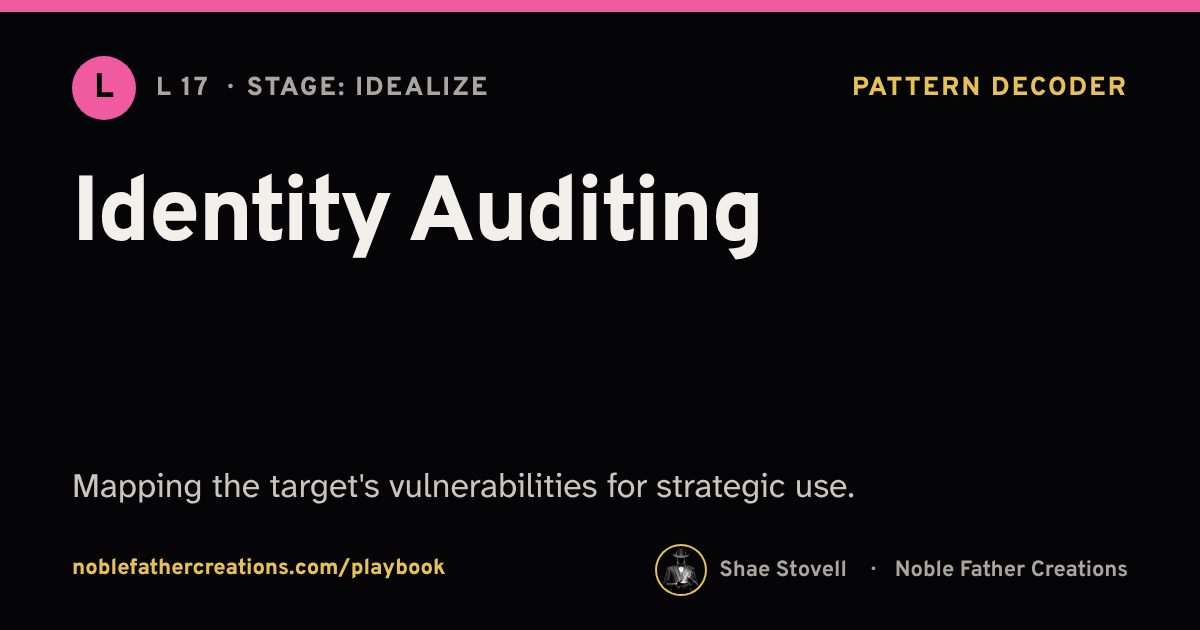 L L 17 · STAGE: IDEALIZE PATTERN DECODER
Identity Auditing
Mapping the target's vulnerabilities for strategic use.
noblefathercreations.com/playbook Shae Stovell · Noble Father Creations